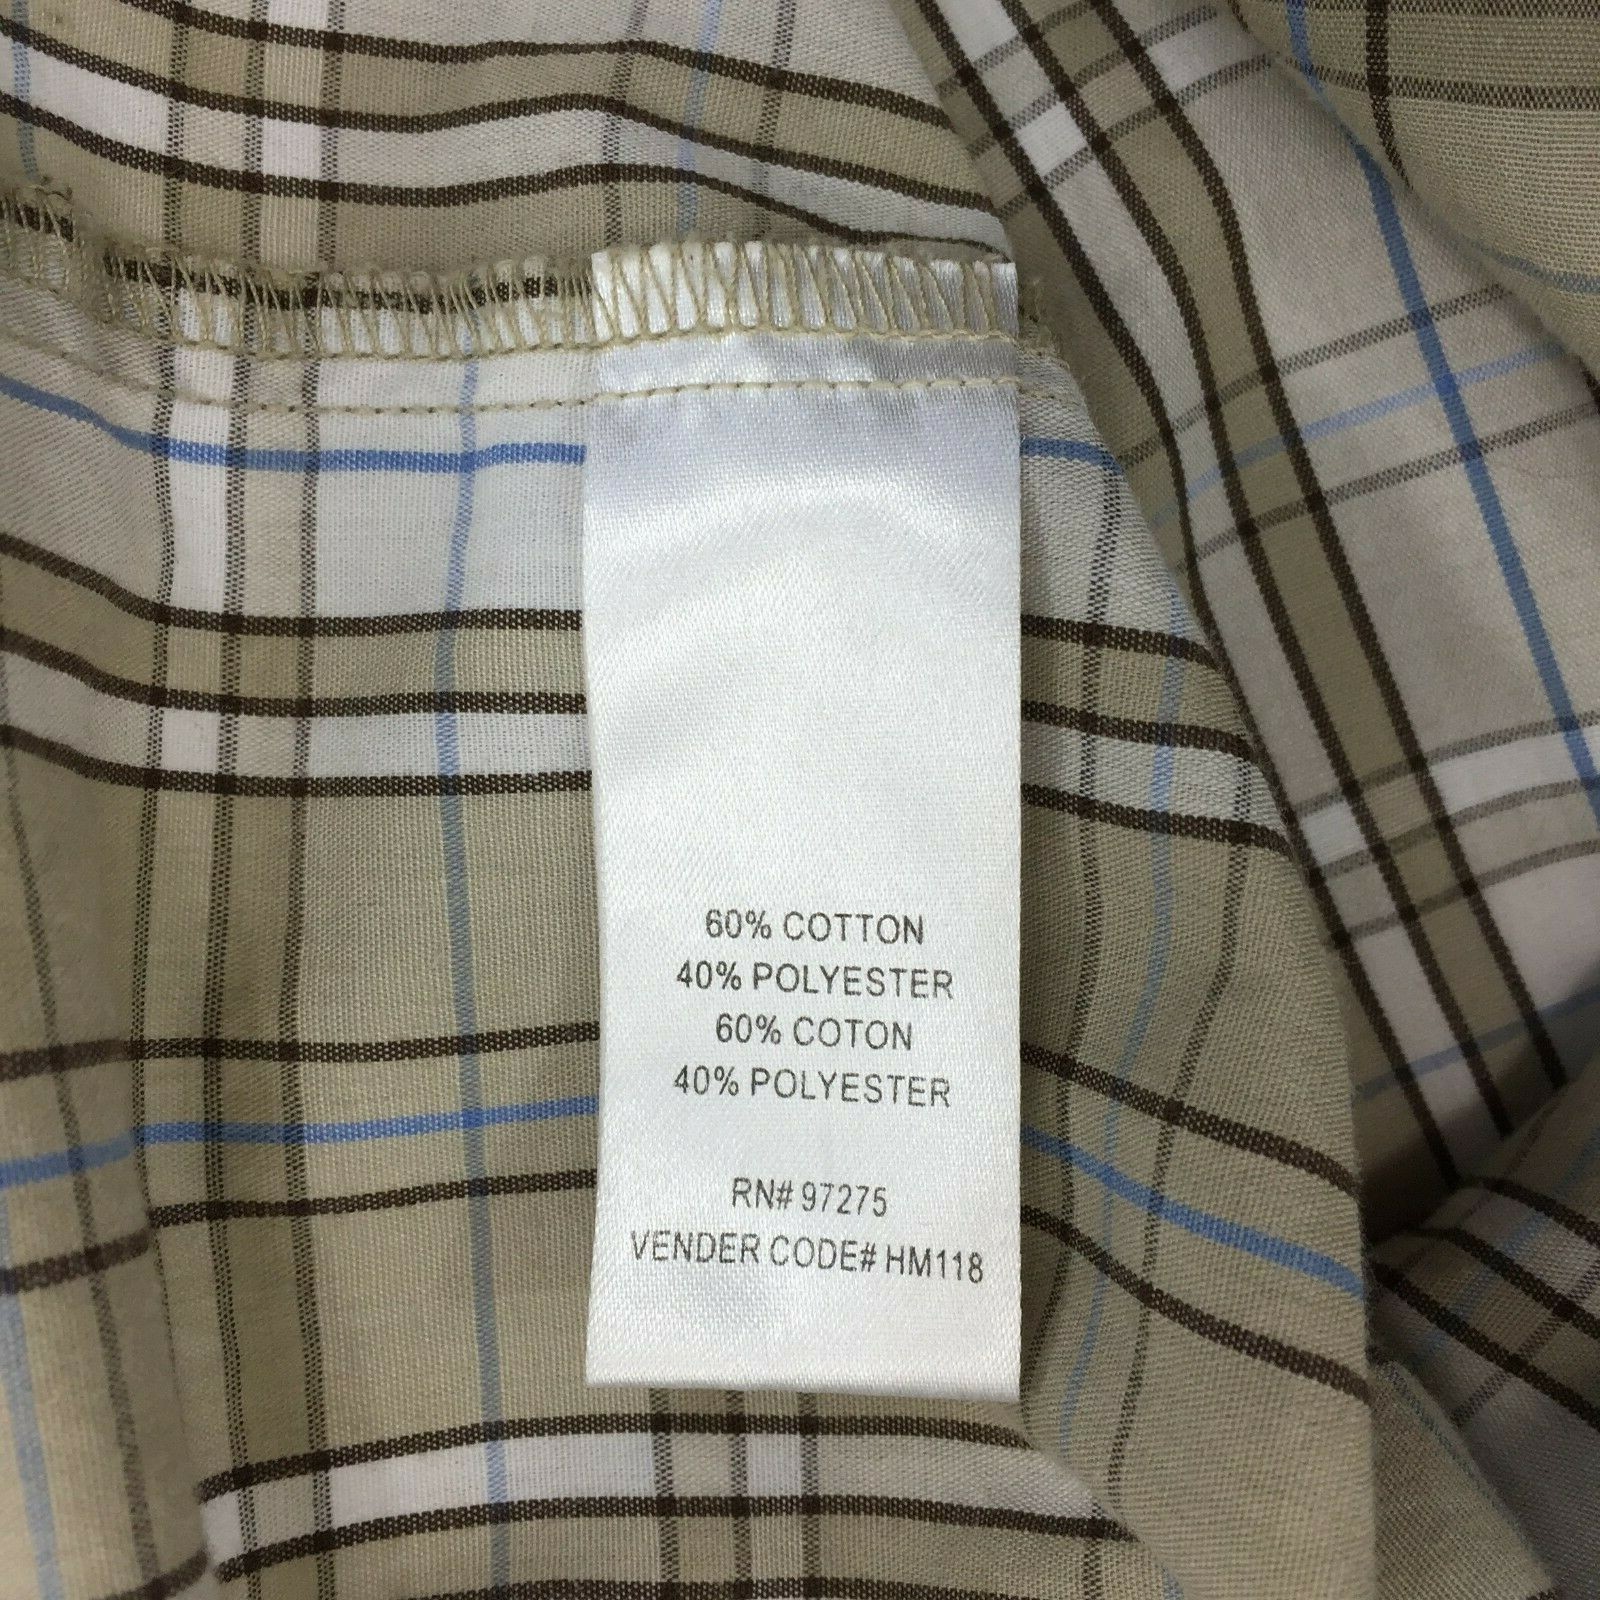 60% COTTON
40% POLYESTER
60% COTON
40% POLYESTER
RN# 97275
VENDER CODE# HM118